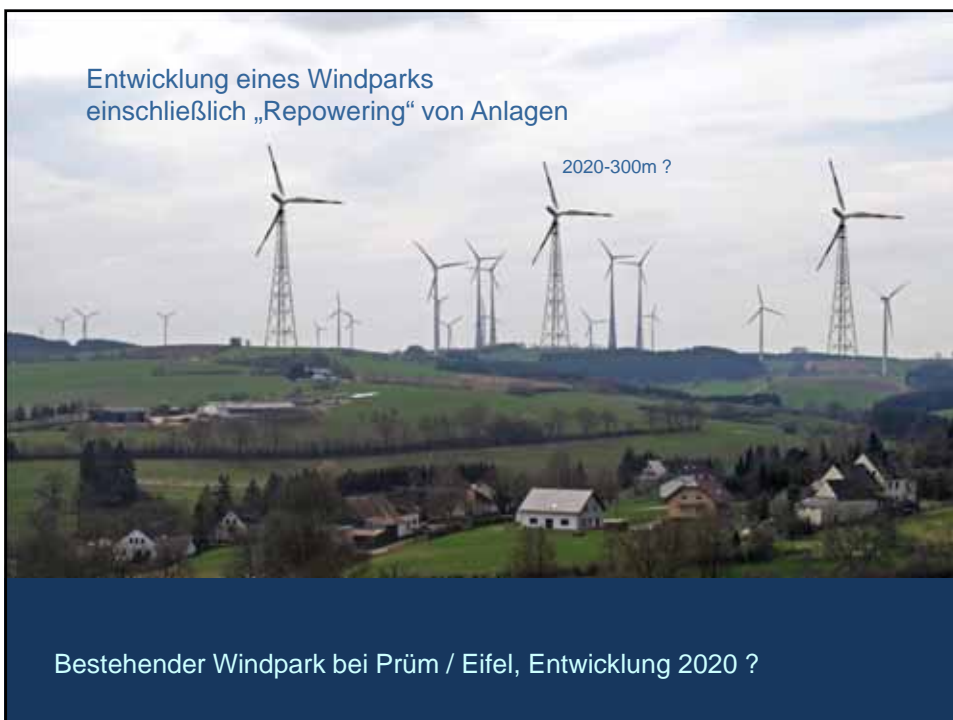 Entwicklung eines Windparks
einschließlich „Repowering“ von Anlagen
2020-300m ?
Bestehender Windpark bei Prüm / Eifel, Entwicklung 2020 ?